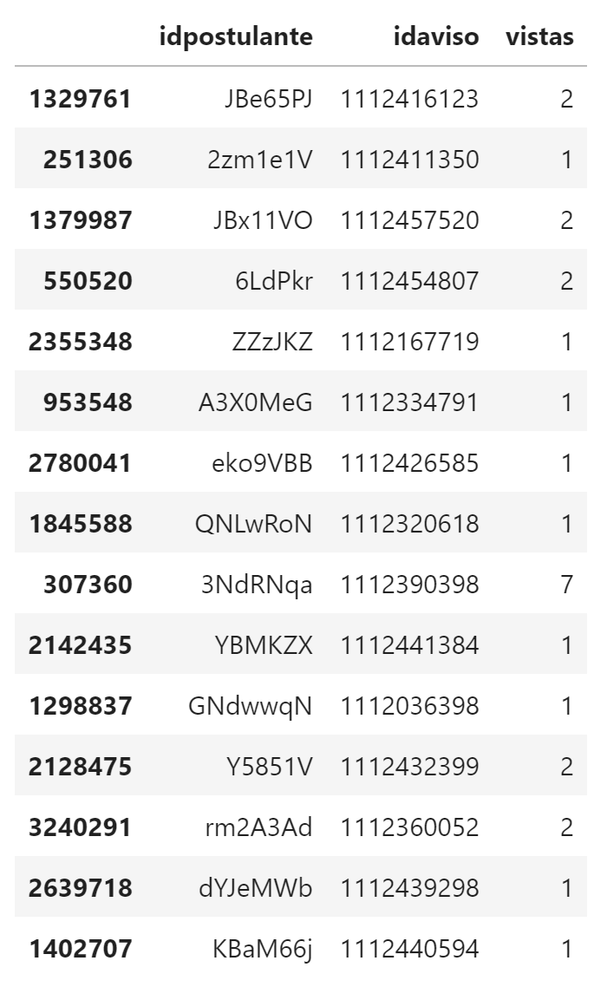 idpostulante idaviso vistas
1329761 JBe65PJ 1112416123 2
251306 2zm1e1V 1112411350 1
1379987 JBx11VO 1112457520 2
550520 6LdPkr 1112454807 2
2355348 ZZzJKZ 1112167719 1
953548 A3X0MeG 1112334791 1
2780041 eko9VBB 1112426585 1
1845588 QNLwRoN 1112320618 1
307360 3NdRNqa 1112390398 7
2142435 YBMKZX 1112441384 1
1298837 GNdwwqN 1112036398 1
2128475 Y5851V 1112432399 2
3240291 rm2A3Ad 1112360052 2
2639718 dYJeMWb 1112439298 1
1402707 KBaM66j 1112440594 1